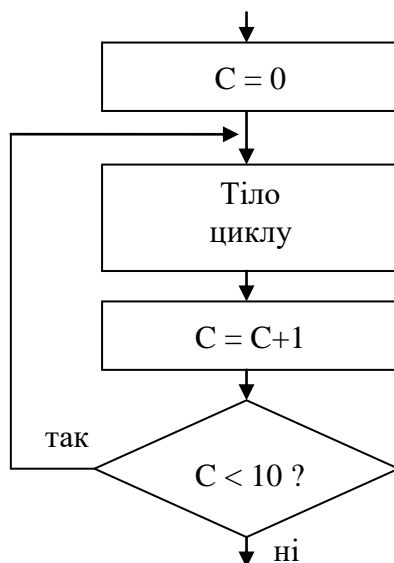 C = 0
Тіло
циклу
C = C+1
так
C < 10 ?
ні